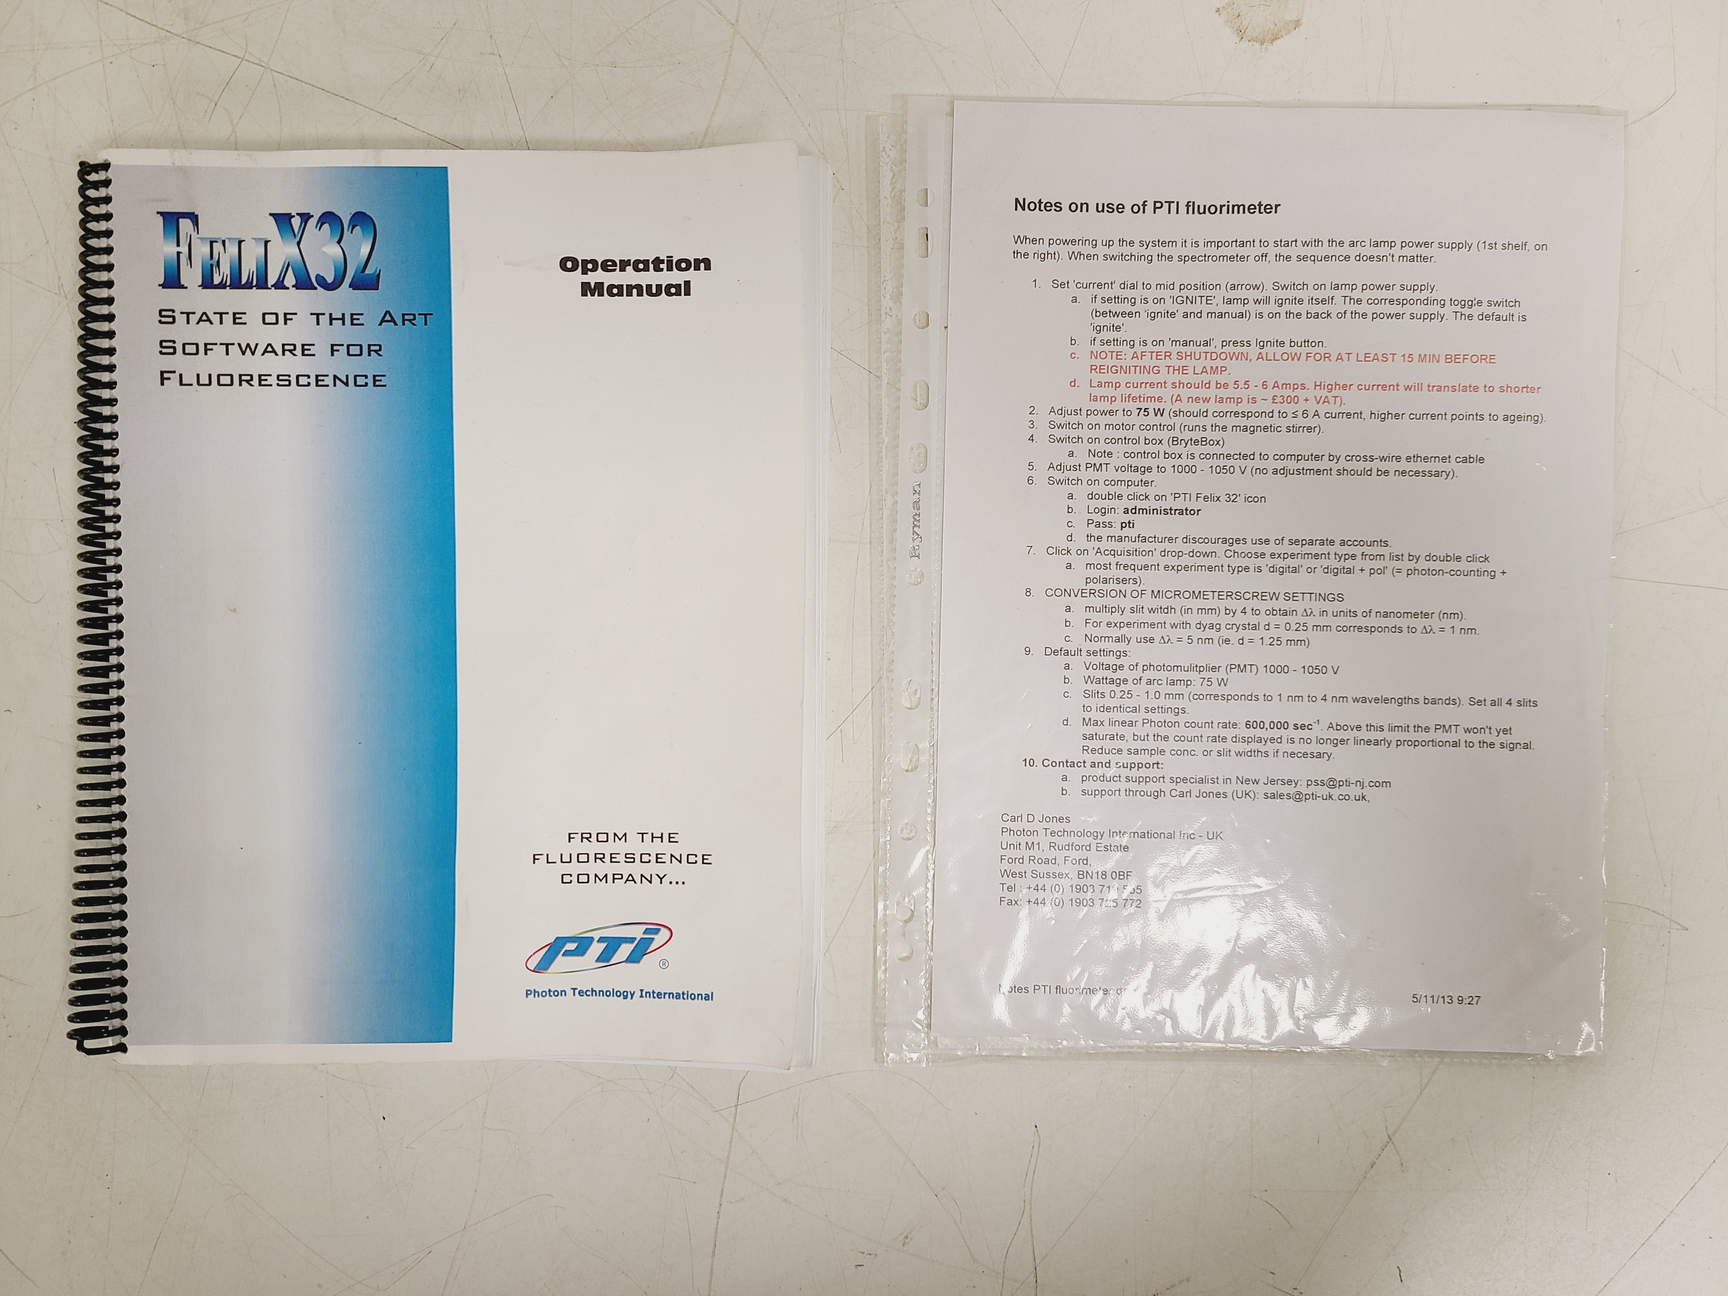 FELIX32
STATE OF THE ART
SOFTWARE FOR
FLUORESCENCE
Operation
Manual
FROM THE
FLUORESCENCE
COMPANY...
PTi ®
Photon Technology International
Ryman
Notes on use of PTI fluorimeter
When powering up the system it is important to start with the arc lamp power supply (1st shelf, on
the right). When switching the spectrometer off, the sequence doesn't matter.
1. Set 'current' dial to mid position (arrow). Switch on lamp power supply.
a. if setting is on 'IGNITE', lamp will ignite itself. The corresponding toggle switch
(between 'ignite' and manual) is on the back of the power supply. The default is
'ignite'.
b. if setting is on 'manual', press Ignite button.
c. NOTE: AFTER SHUTDOWN, ALLOW FOR AT LEAST 15 MIN BEFORE
REIGNITING THE LAMP.
d. Lamp current should be 5.5 - 6 Amps. Higher current will translate to shorter
lamp lifetime. (A new lamp is ~ £300 + VAT).
2. Adjust power to 75 W (should correspond to ≤ 6 A current, higher current points to ageing).
3. Switch on motor control (runs the magnetic stirrer).
4. Switch on control box (BryteBox)
a. Note : control box is connected to computer by cross-wire ethernet cable
5. Adjust PMT voltage to 1000 - 1050 V (no adjustment should be necessary).
6. Switch on computer.
a. double click on 'PTI Felix 32' icon
b. Login: administrator
c. Pass: pti
d. the manufacturer discourages use of separate accounts.
7. Click on 'Acquisition' drop-down. Choose experiment type from list by double click
a. most frequent experiment type is 'digital' or 'digital + pol' (= photon-counting +
polarisers).
8. CONVERSION OF MICROMETERSCREW SETTINGS
a. multiply slit witdh (in mm) by 4 to obtain Δλ in units of nanometer (nm).
b. For experiment with dyag crystal d = 0.25 mm corresponds to Δλ = 1 nm.
c. Normally use Δλ = 5 nm (ie. d = 1.25 mm)
9. Default settings:
a. Voltage of photomulitplier (PMT) 1000 - 1050 V
b. Wattage of arc lamp: 75 W
c. Slits 0.25 - 1.0 mm (corresponds to 1 nm to 4 nm wavelengths bands). Set all 4 slits
to identical settings.
d. Max linear Photon count rate: 600,000 sec⁻¹. Above this limit the PMT won't yet
saturate, but the count rate displayed is no longer linearly proportional to the signal.
Reduce sample conc. or slit widths if necesary.
10. Contact and support:
a. product support specialist in New Jersey: pss@pti-nj.com
b. support through Carl Jones (UK): sales@pti-uk.co.uk,
Carl D Jones
Photon Technology International Inc - UK
Unit M1, Rudford Estate
Ford Road, Ford,
West Sussex, BN18 0BF
Tel : +44 (0) 1903
Fax: +44 (0) 1903 772
Notes PTI fluorimeter
5/11/13 9:27